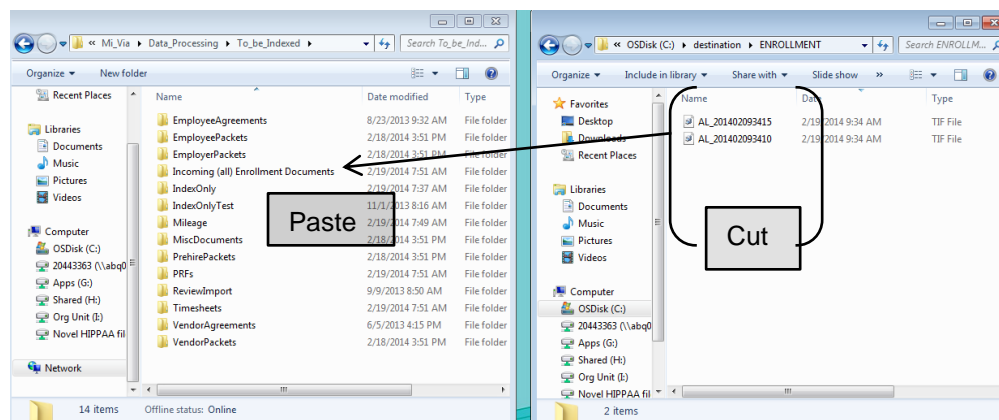 « Mi_Via ▸ Data_Processing ▸ To_be_Indexed ▸
Search To_be_Ind...
Organize ▾ New folder
Recent Places
Libraries
Documents
Music
Pictures
Videos
Computer
OSDisk (C:)
20443363 (\\abq0
Apps (G:)
Shared (H:)
Org Unit (I:)
Novel HIPPAA fil
Network
Name Date modified Type
EmployeeAgreements 8/23/2013 9:32 AM File folder
EmployeePackets 2/18/2014 3:51 PM File folder
EmployerPackets 2/18/2014 3:51 PM File folder
Incoming (all) Enrollment Documents 2/19/2014 7:51 AM File folder
IndexOnly 2/19/2014 7:37 AM File folder
IndexOnlyTest 11/1/2013 8:16 AM File folder
Mileage 2/19/2014 7:49 AM File folder
MiscDocuments 2/18/2014 3:51 PM File folder
PrehirePackets 2/18/2014 3:51 PM File folder
PRFs 2/19/2014 7:51 AM File folder
ReviewImport 9/9/2013 8:50 AM File folder
Timesheets 2/19/2014 7:51 AM File folder
VendorAgreements 6/5/2013 4:15 PM File folder
VendorPackets 2/18/2014 3:51 PM File folder
Paste
14 items Offline status: Online
« OSDisk (C:) ▸ destination ▸ ENROLLMENT
Search ENROLLM...
Organize ▾ Include in library ▾ Share with ▾ Slide show »
Favorites
Desktop
Downloads
Recent Places
Libraries
Documents
Music
Pictures
Videos
Computer
OSDisk (C:)
20443363 (\\abq0
Apps (G:)
Shared (H:)
Org Unit (I:)
Novel HIPPAA fil
Name Date Type
AL_201402093415 2/19/2014 9:34 AM TIF File
AL_201402093410 2/19/2014 9:34 AM TIF File
Cut
2 items